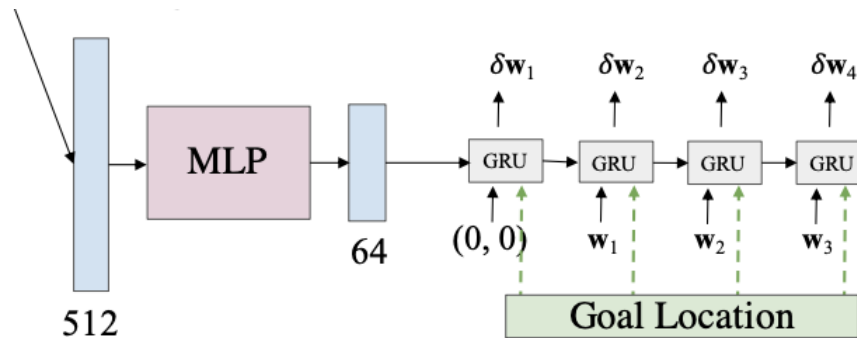 δw₁ δw₂ δw₃ δw₄
MLP GRU GRU GRU GRU
64 (0, 0) w₁ w₂ w₃
512 Goal Location